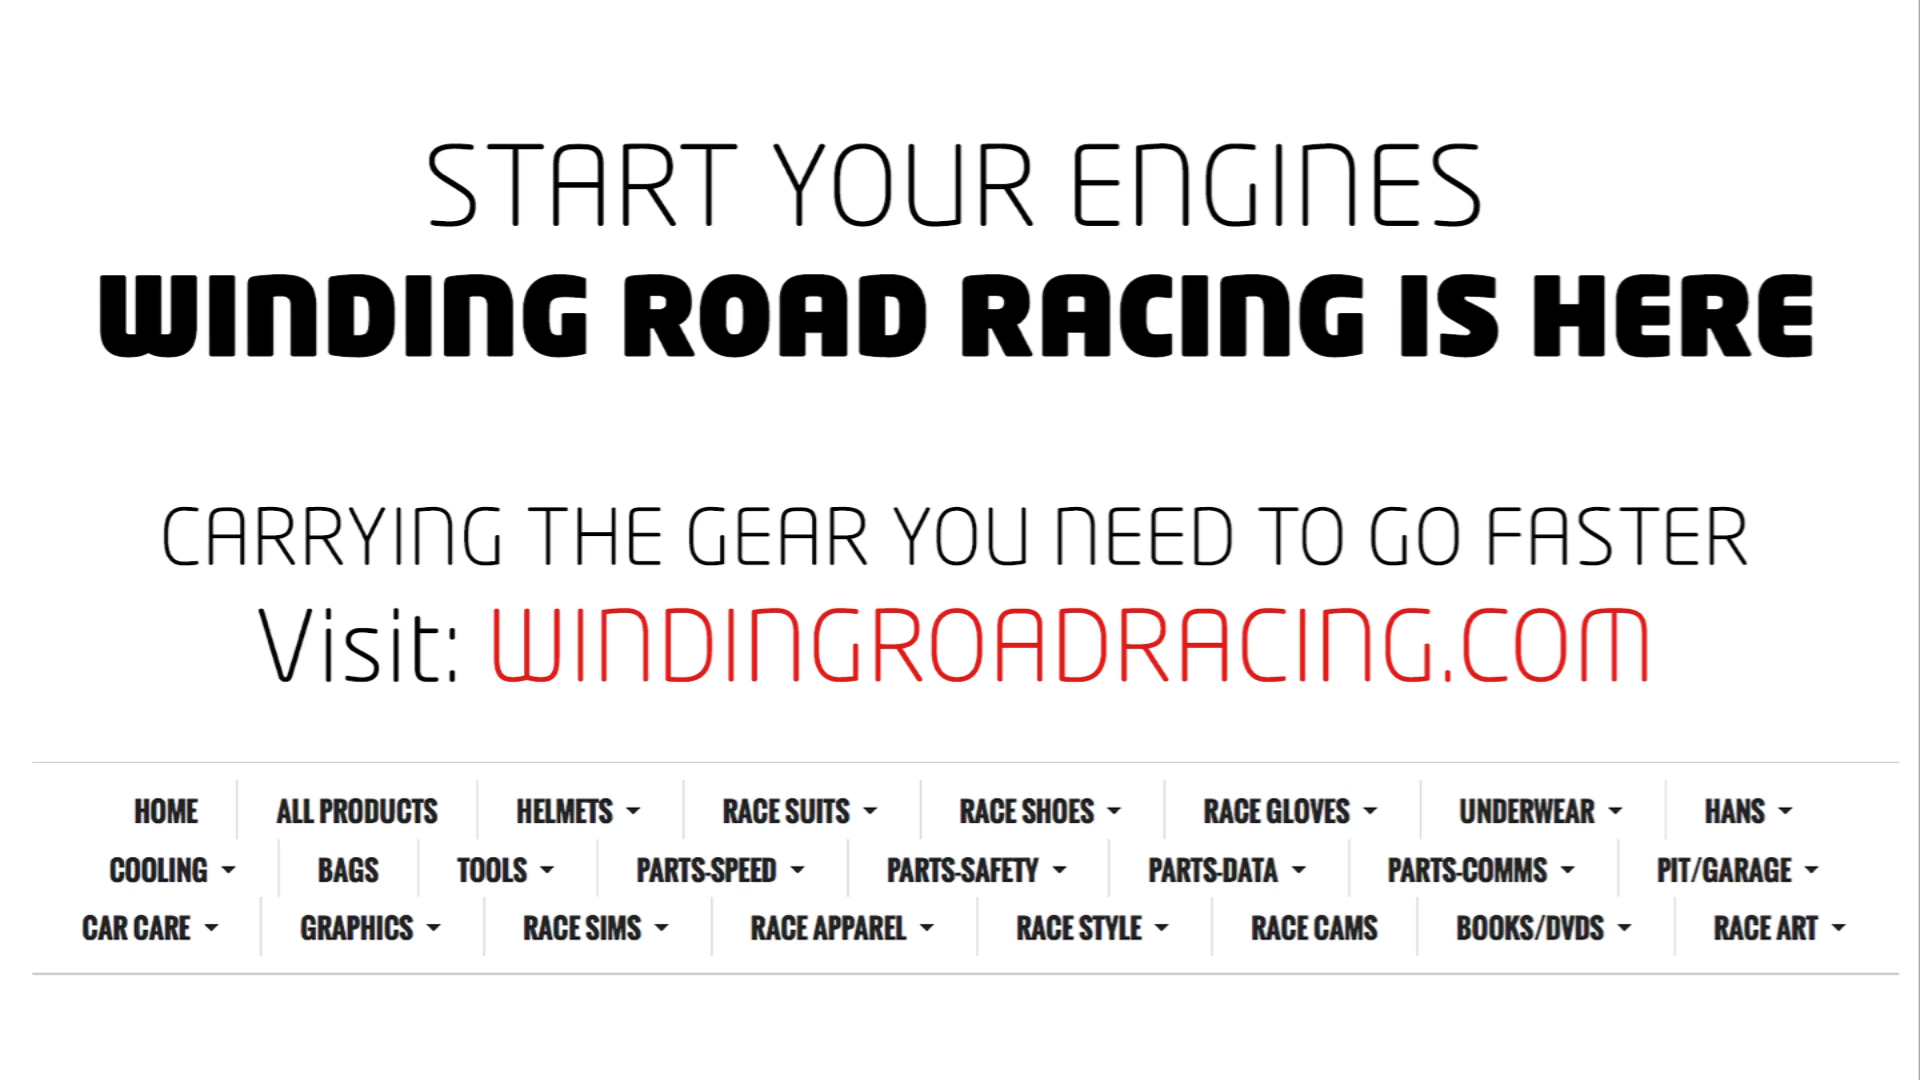 START YOUR ENGINES
WINDING ROAD RACING IS HERE
CARRYING THE GEAR YOU NEED TO GO FASTER
Visit: WINDINGROADRACING.COM
HOME ALL PRODUCTS HELMETS RACE SUITS RACE SHOES RACE GLOVES UNDERWEAR HANS
COOLING BAGS TOOLS PARTS-SPEED PARTS-SAFETY PARTS-DATA PARTS-COMMS PIT/GARAGE
CAR CARE GRAPHICS RACE SIMS RACE APPAREL RACE STYLE RACE CAMS BOOKS/DVDS RACE ART